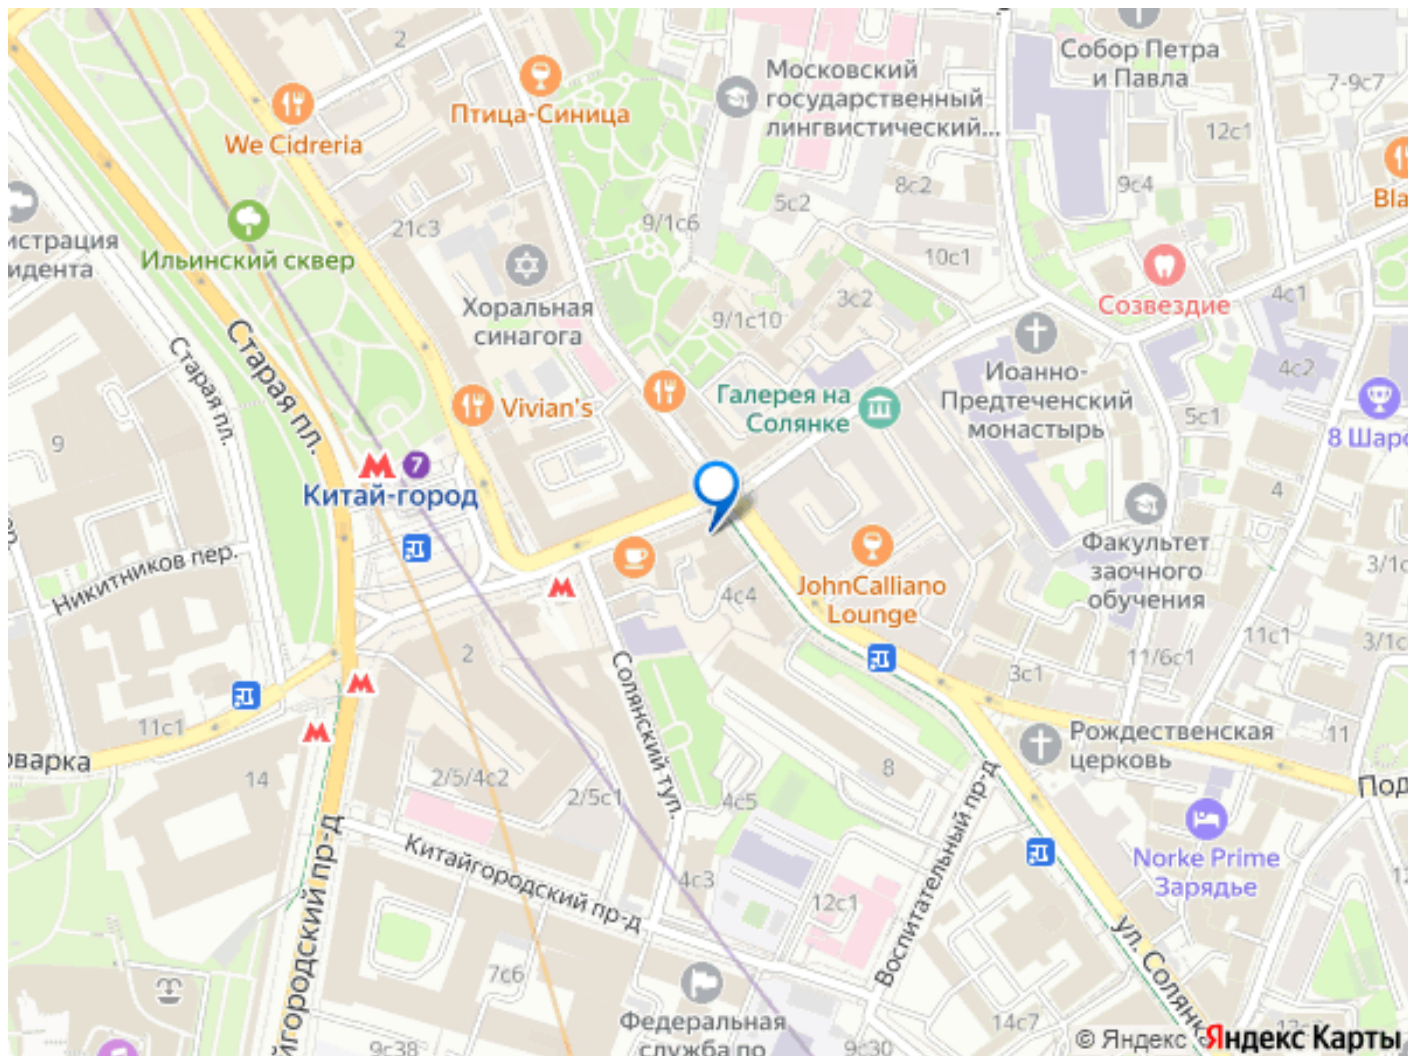 2
Собор Петра
и Павла
Московский
государственный
лингвистический...
7-9с7
Птица-Синица
We Cidreria
12с1
Bla
8с2
9с4
5с2
21с3
9/1с6
истрация
идента
Ильинский сквер
10с1
Хоральная
синагога
3с2
Созвездие
4с1
9/1с10
Старая пл.
Старая пл.
Иоанно-
Предтеченский
монастырь
4с2
Галерея на
Солянке
Vivian's
5с1
8 Шаро
9
7
Китай-город
4
Никитников пер.
Факультет
заочного
обучения
3/1с
JohnCalliano
Lounge
4с4
11с1
3/1с
2
11/6с1
3с1
Солянский туп.
11с1
Рождественская
церковь
11
оварка
14
2/5/4с2
2/5с1
8
4с5
Под
Воспитательный пр-д
Китайгородский пр-д
игородский пр-д
Norke Prime
Зарядье
4с3
12с1
ул. Солянка
7с6
Федеральная
служба по
14с7
9с38
9с30
© Яндекс
Яндекс Карты